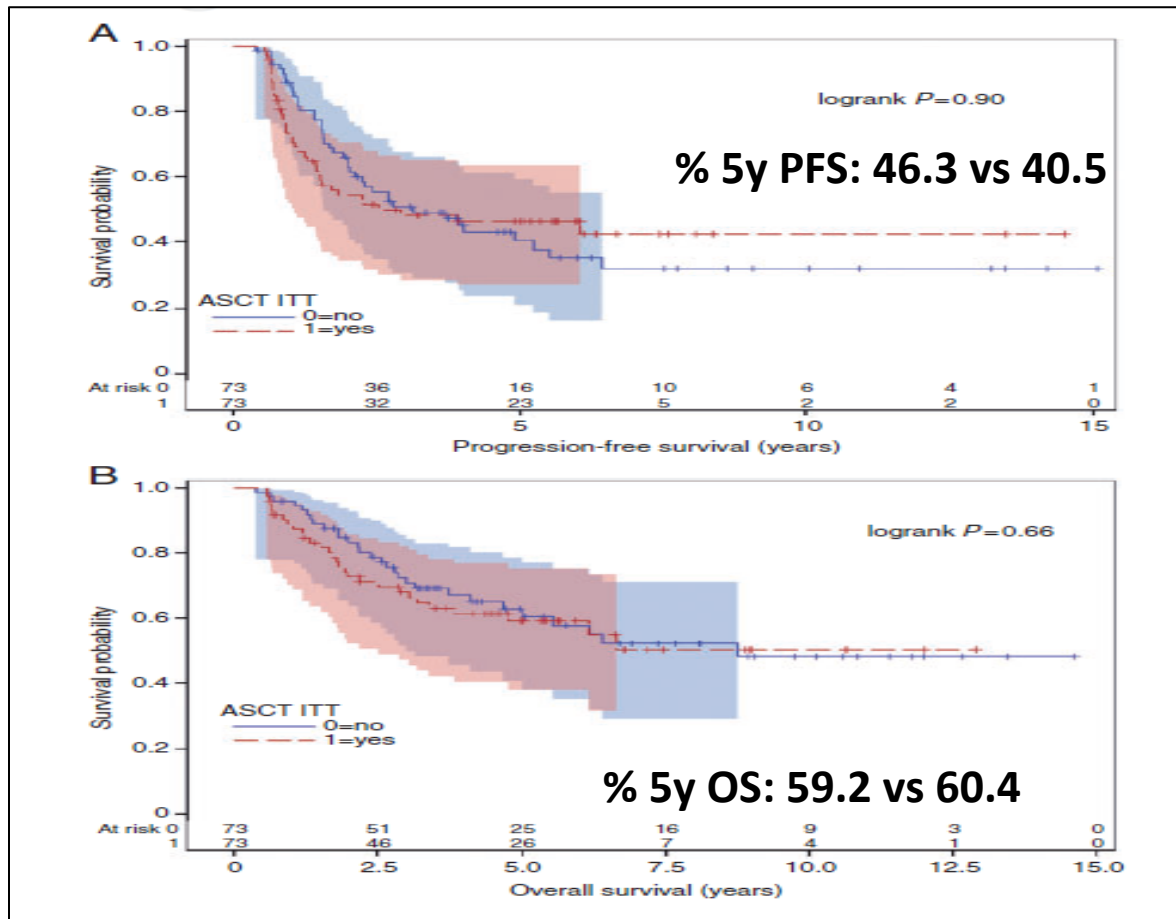 A
1.0
0.8
0.6
0.4
0.2
0
Survival probability
logrank P=0.90
% 5y PFS: 46.3 vs 40.5
ASCT ITT
0=no
1=yes
At risk 0 73 36 16 10 6 4 1
1 73 32 23 5 2 2 0
0 5 10 15
Progression-free survival (years)
B
1.0
0.8
0.6
0.4
0.2
0
Survival probability
logrank P=0.66
ASCT ITT
0=no
1=yes
% 5y OS: 59.2 vs 60.4
At risk 0 73 51 25 16 9 3 0
1 73 46 26 7 4 1 0
0 2.5 5.0 7.5 10.0 12.5 15.0
Overall survival (years)